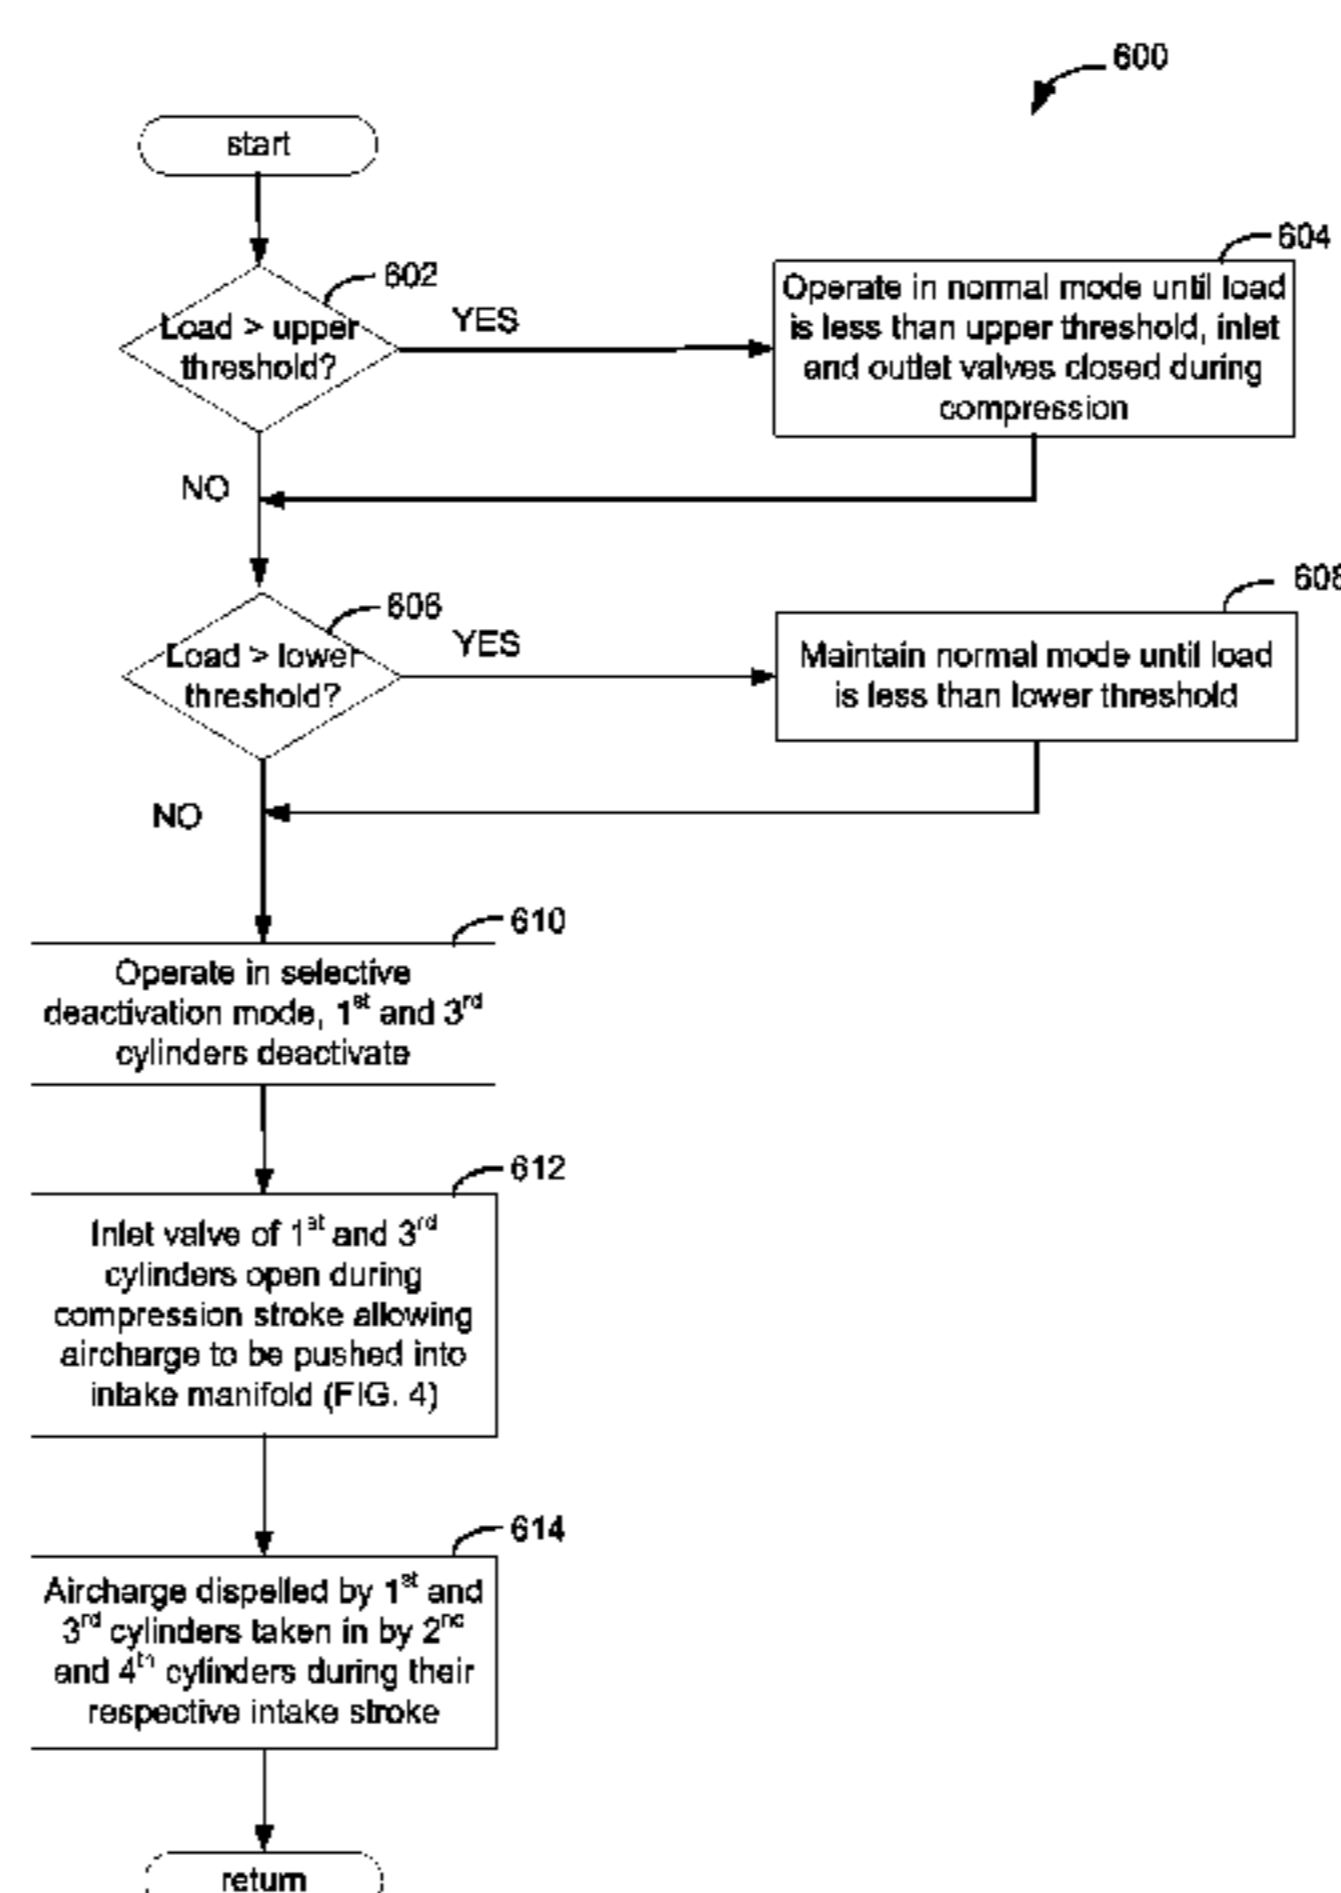 600
start
602
Load > upper
threshold?
YES
604
Operate in normal mode until load
is less than upper threshold, inlet
and outlet valves closed during
compression
NO
606
Load > lower
threshold?
YES
608
Maintain normal mode until load
is less than lower threshold
NO
610
Operate in selective
deactivation mode, 1st and 3rd
cylinders deactivate
612
Inlet valve of 1st and 3rd
cylinders open during
compression stroke allowing
aircharge to be pushed into
intake manifold (FIG. 4)
614
Aircharge dispelled by 1st and
3rd cylinders taken in by 2nd
and 4th cylinders during their
respective intake stroke
return